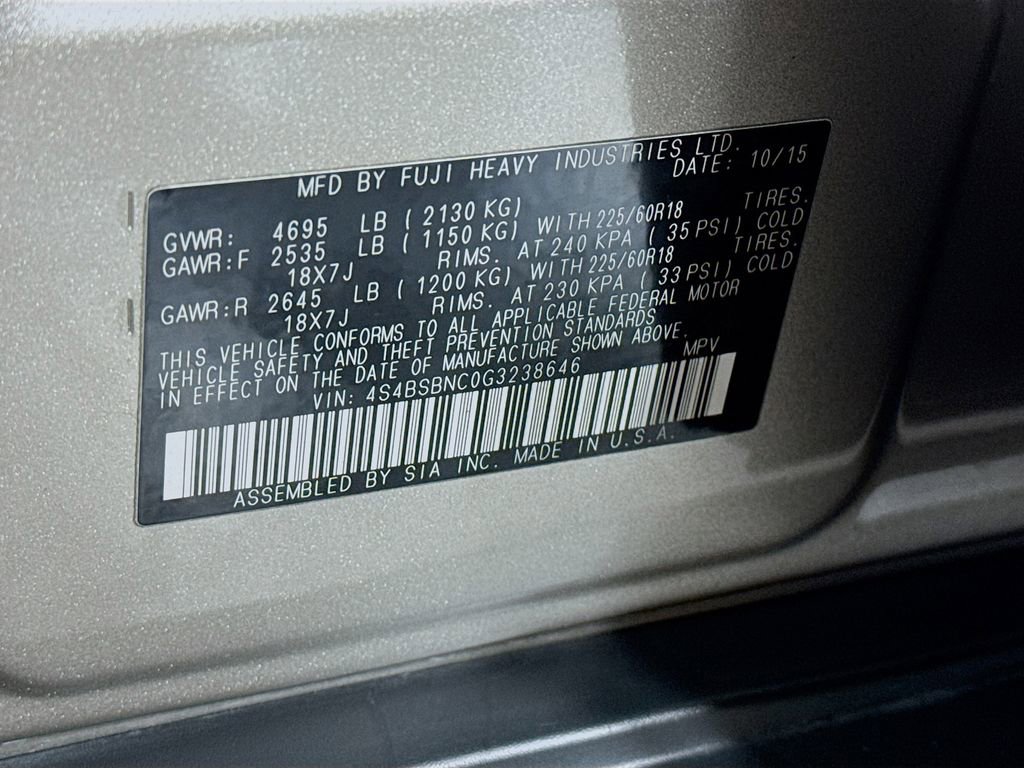 MFD BY FUJI HEAVY INDUSTRIES LTD.
DATE: 10/15
GVWR: 4695 LB ( 2130 KG)
GAWR:F 2535 LB ( 1150 KG) WITH 225/60R18 TIRES.
18X7J RIMS. AT 240 KPA ( 35 PSI) COLD
GAWR:R 2645 LB ( 1200 KG) WITH 225/60R18 TIRES.
18X7J RIMS. AT 230 KPA ( 33 PSI) COLD
THIS VEHICLE CONFORMS TO ALL APPLICABLE FEDERAL MOTOR
VEHICLE SAFETY AND THEFT PREVENTION STANDARDS
IN EFFECT ON THE DATE OF MANUFACTURE SHOWN ABOVE.
VIN: 4S4BSBNC0G3238646 MPV
ASSEMBLED BY SIA INC. MADE IN U.S.A.